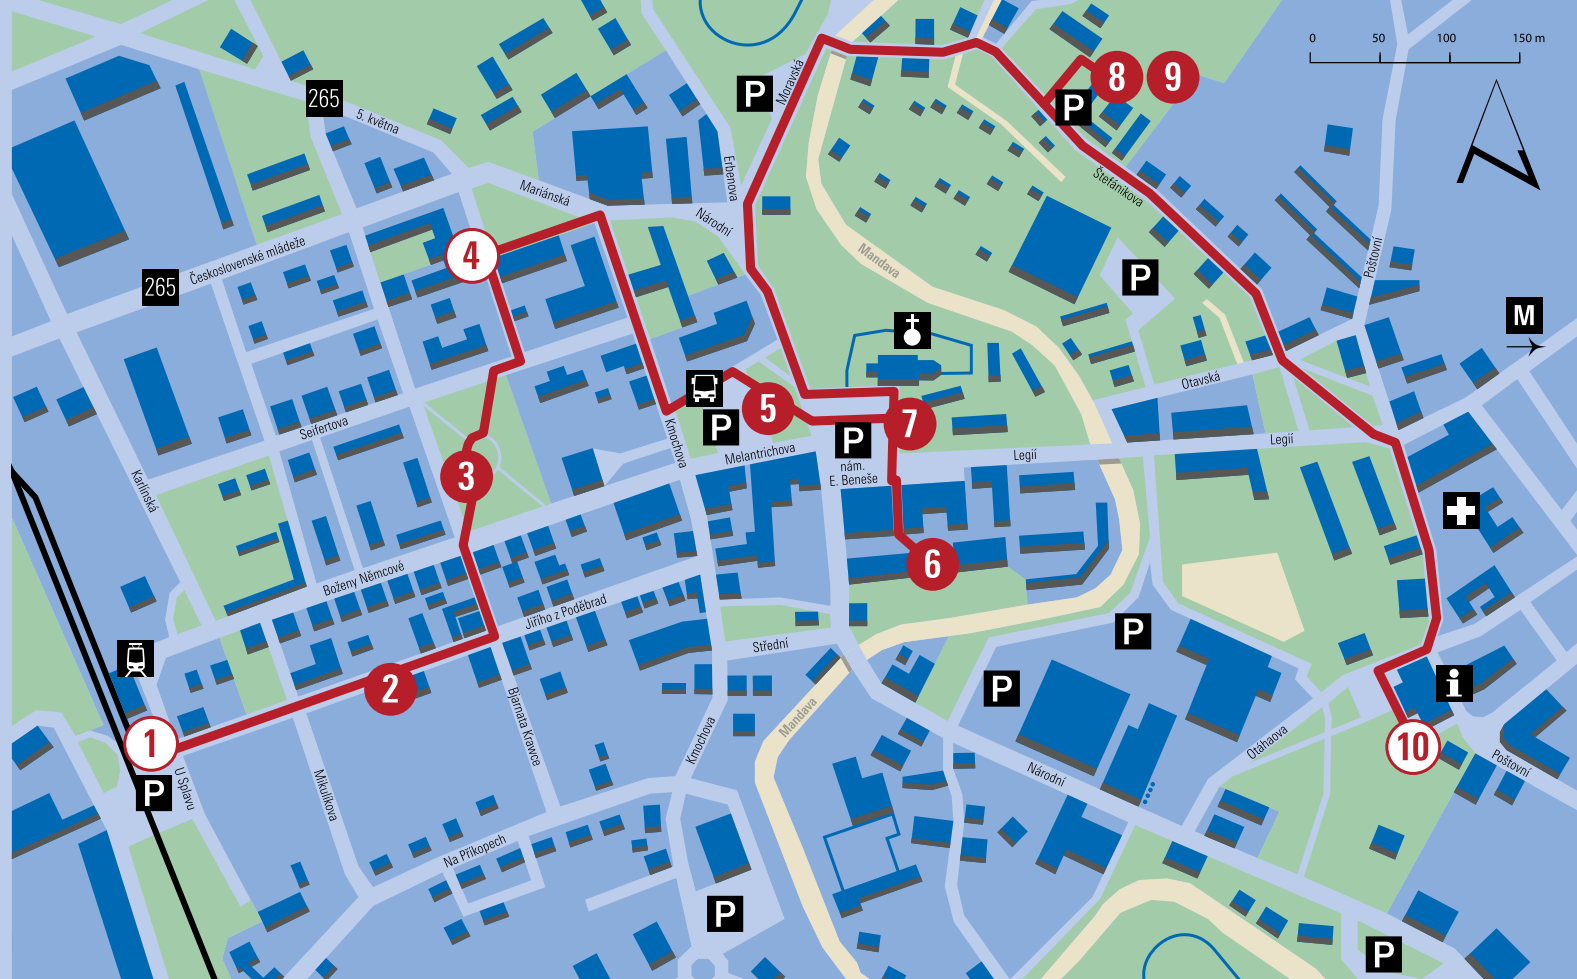 0 50 100 150 m
P
8
9
P
265
5. května
Moravská
Erbenova
Mariánská
Národní
Štefánikova
Poštovní
265
Československé mládeže
4
Mandava
P
M
Otavská
5
7
P
P
Seifertova
Kmochova
Melantrichova
nám.
E. Beneše
Legií
Legií
Karlínská
3
6
Boženy Němcové
Jiřího z Poděbrad
Střední
P
P
2
1
P
U Splavu
Mikulíkova
Bjarnata Krawce
Kmochova
Mandava
Národní
Otáhaova
i
10
Poštovní
Na Příkopech
P
P